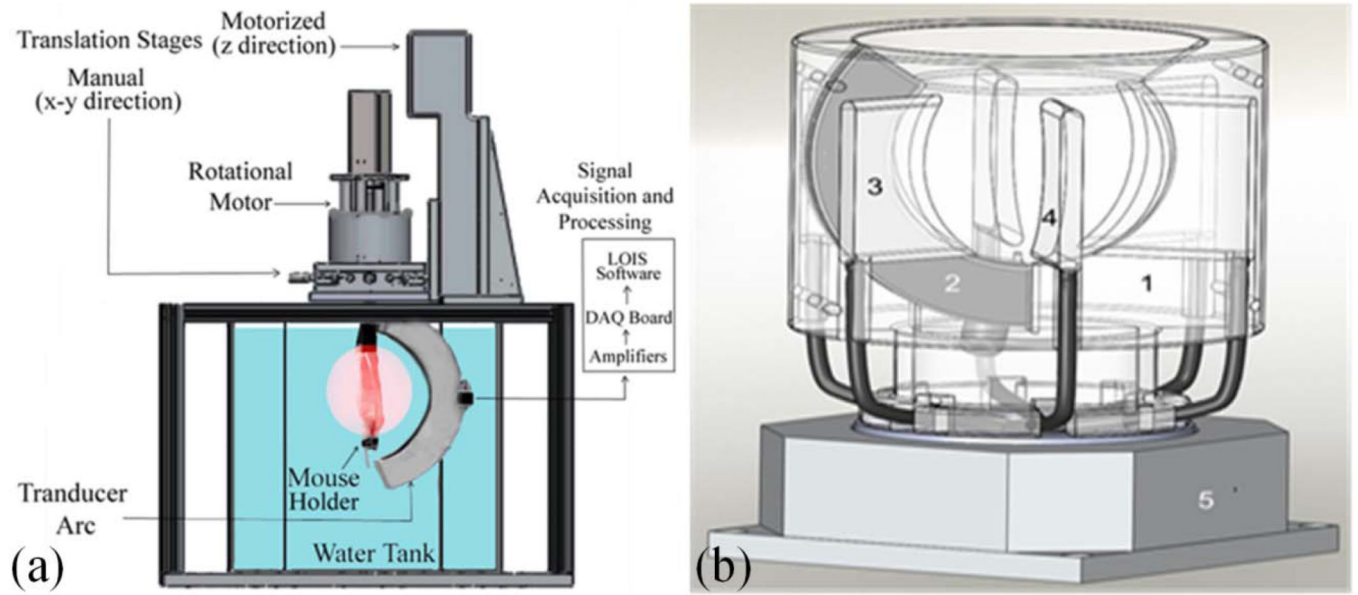 Motorized
Translation Stages (z direction)
Manual
(x-y direction)
Rotational
Motor
Signal
Acquisition and
Processing
LOIS
Software
DAQ Board
Amplifiers
Mouse
Holder
Tranducer
Arc
Water Tank
(a)
3
4
2
1
5
(b)